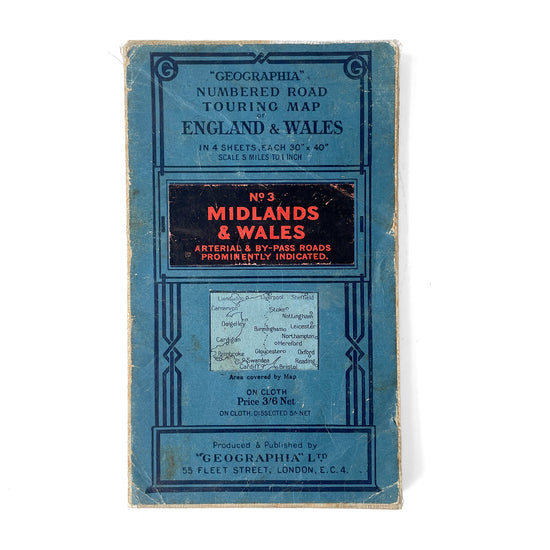 G G
"GEOGRAPHIA"
NUMBERED ROAD
TOURING MAP
OF
ENGLAND & WALES
IN 4 SHEETS, EACH 30" x 40"
SCALE 5 MILES TO 1 INCH
No 3
MIDLANDS
& WALES
ARTERIAL & BY-PASS ROADS
PROMINENTLY INDICATED.
Liverpool Sheffield
Carnarvon Stoke
Nottingham
Dolgelley Leicester
Birmingham
Northampton
Cardigan Hereford
Pembroke Gloucester Oxford
Swansea Reading
Cardiff Bristol
Area covered by Map
ON CLOTH
Price 3/6 Net
ON CLOTH, DISSECTED 5/- NET
Produced & Published by
"GEOGRAPHIA" LTD
55 FLEET STREET, LONDON, E.C. 4.